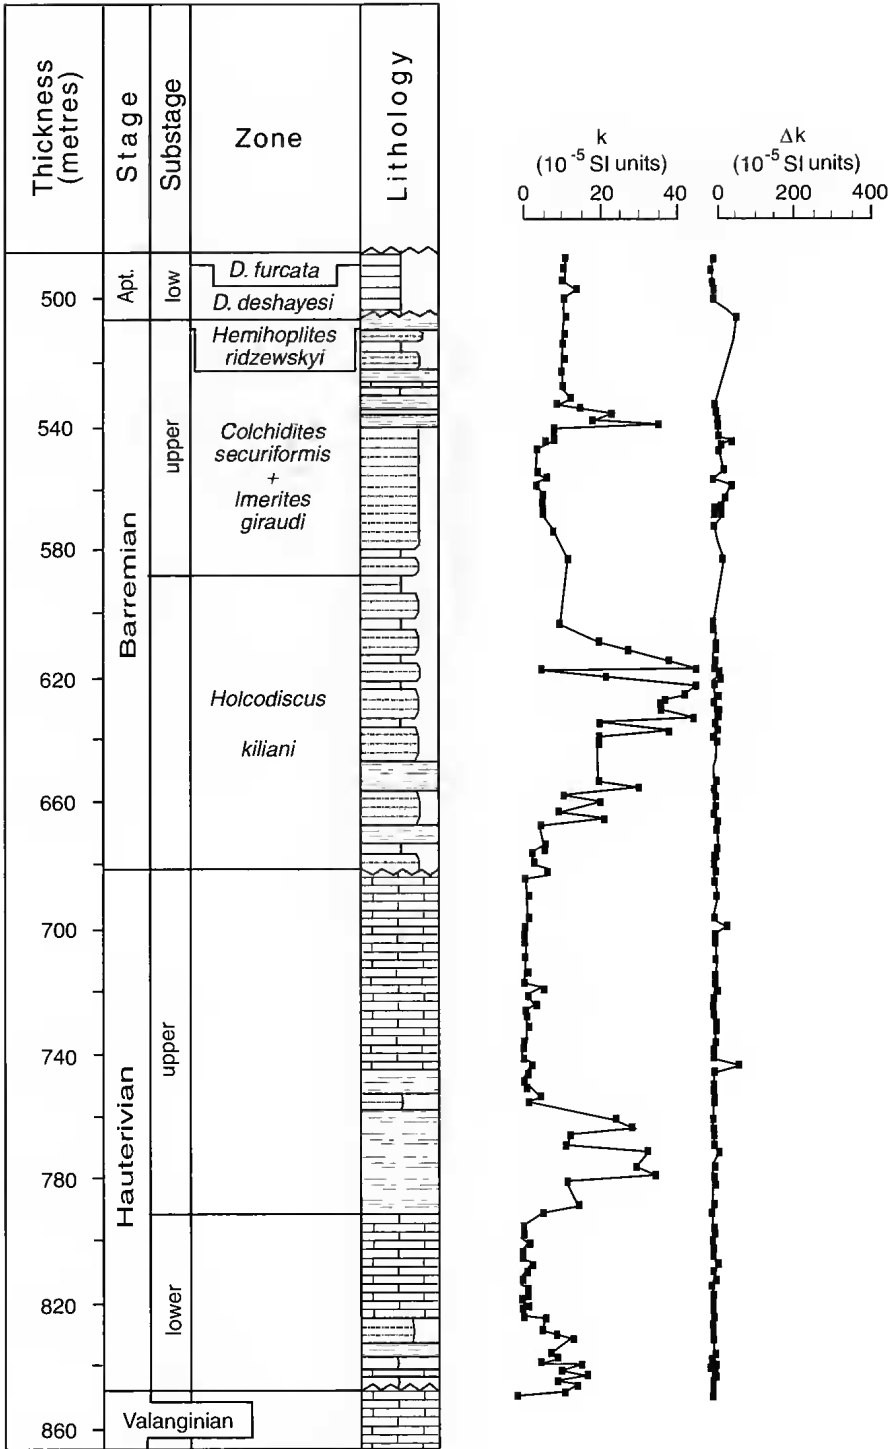 Thickness
(metres)
Stage
Substage
Zone
Lithology
k
(10 -5 SI units)
0 20 40
Δk
(10 -5 SI units)
0 200 400
500
540
580
620
660
700
740
780
820
860
Apt.
low
D. furcata
D. deshayesi
Barremian
upper
Hemihoplites
ridzewskyi
Colchidites
securiformis
+
Imerites
giraudi
Holcodiscus
kiliani
Hauterivian
upper
lower
Valanginian